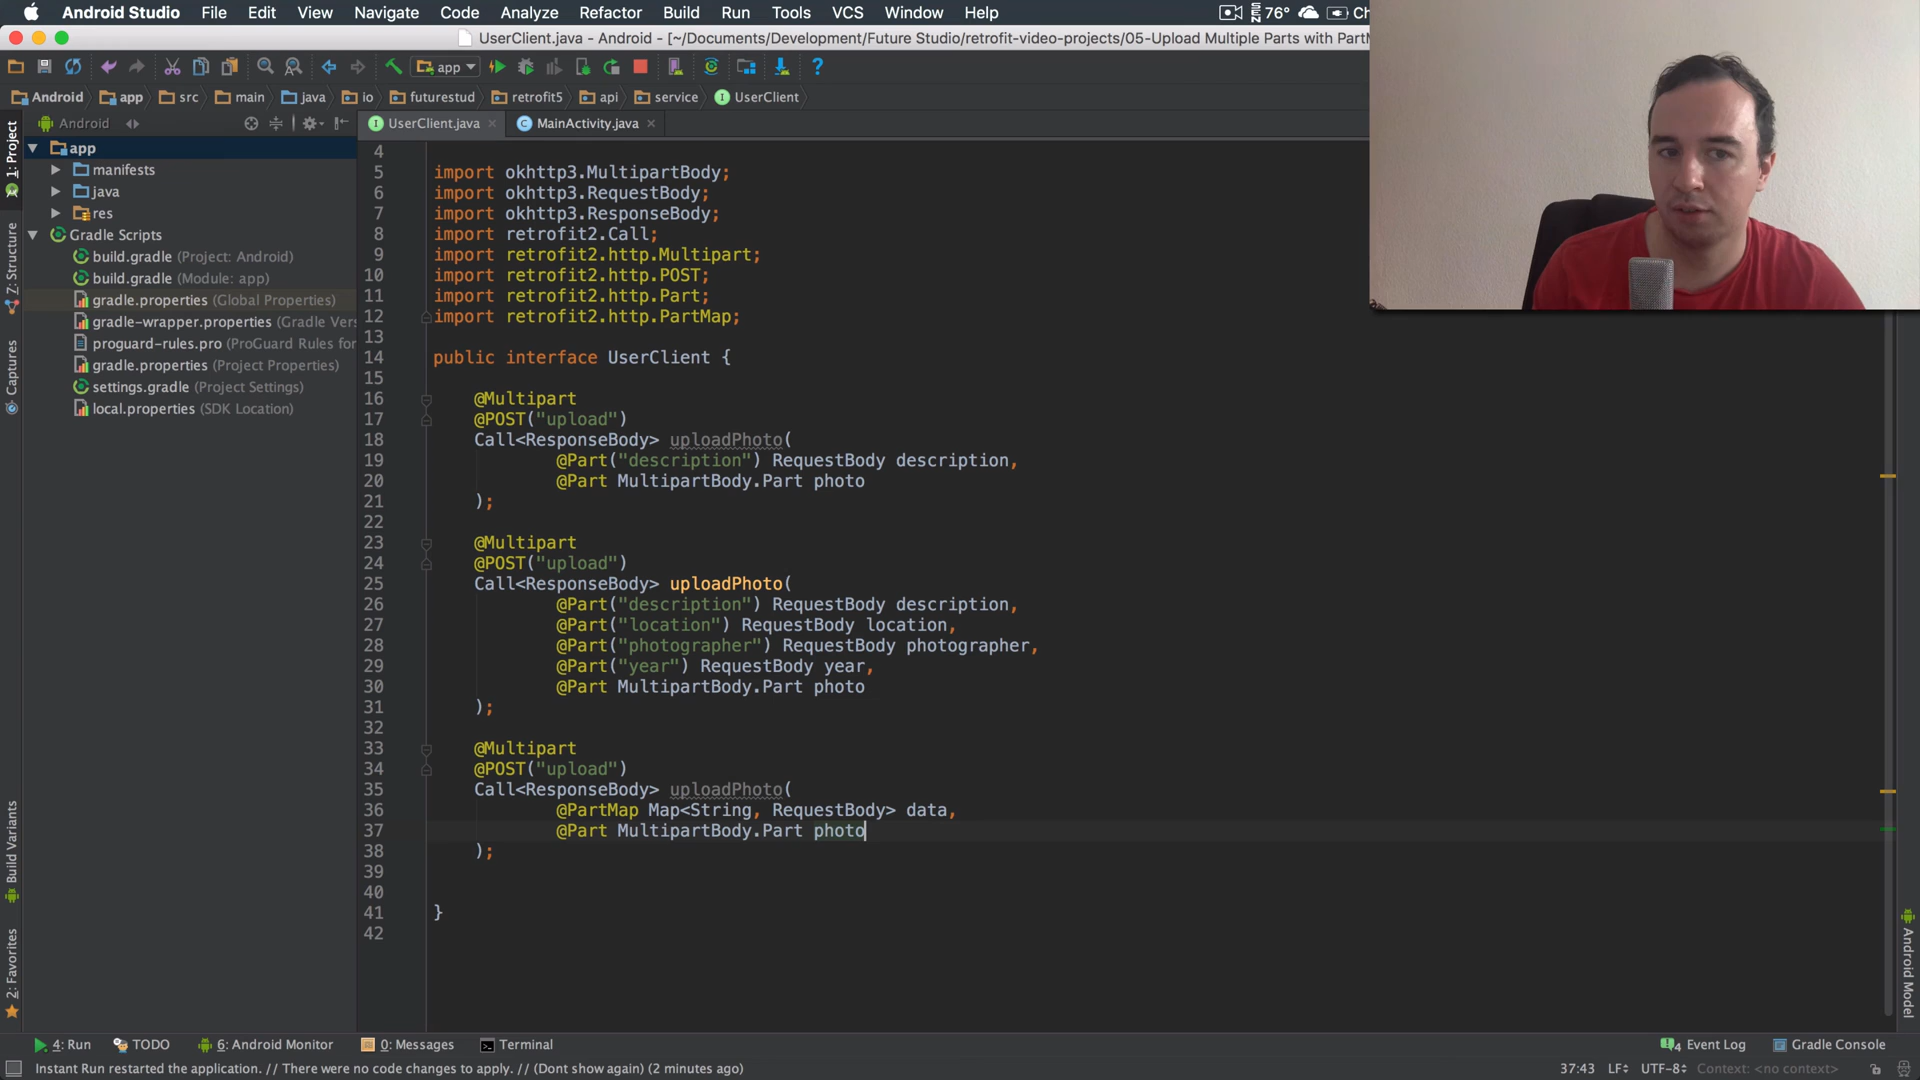 Android Studio File Edit View Navigate Code Analyze Refactor Build Run Tools VCS Window Help
SEN 76° Ch
UserClient.java - Android - [~/Documents/Development/Future Studio/retrofit-video-projects/05-Upload Multiple Parts with PartM
app
Android app src main java io futurestud retrofit5 api service UserClient
Android
UserClient.java MainActivity.java
1: Project
7: Structure
Captures
Build Variants
2: Favorites
app
manifests
java
res
Gradle Scripts
build.gradle (Project: Android)
build.gradle (Module: app)
gradle.properties (Global Properties)
gradle-wrapper.properties (Gradle Vers
proguard-rules.pro (ProGuard Rules for
gradle.properties (Project Properties)
settings.gradle (Project Settings)
local.properties (SDK Location)
4
5 import okhttp3.MultipartBody;
6 import okhttp3.RequestBody;
7 import okhttp3.ResponseBody;
8 import retrofit2.Call;
9 import retrofit2.http.Multipart;
10 import retrofit2.http.POST;
11 import retrofit2.http.Part;
12 import retrofit2.http.PartMap;
13
14 public interface UserClient {
15
16 @Multipart
17 @POST("upload")
18 Call<ResponseBody> uploadPhoto(
19 @Part("description") RequestBody description,
20 @Part MultipartBody.Part photo
21 );
22
23 @Multipart
24 @POST("upload")
25 Call<ResponseBody> uploadPhoto(
26 @Part("description") RequestBody description,
27 @Part("location") RequestBody location,
28 @Part("photographer") RequestBody photographer,
29 @Part("year") RequestBody year,
30 @Part MultipartBody.Part photo
31 );
32
33 @Multipart
34 @POST("upload")
35 Call<ResponseBody> uploadPhoto(
36 @PartMap Map<String, RequestBody> data,
37 @Part MultipartBody.Part photo
38 );
39
40
41 }
42
Android Model
4: Run TODO 6: Android Monitor 0: Messages Terminal 4 Event Log Gradle Console
Instant Run restarted the application. // There were no code changes to apply. // (Dont show again) (2 minutes ago) 37:43 LF UTF-8 Context: <no context>